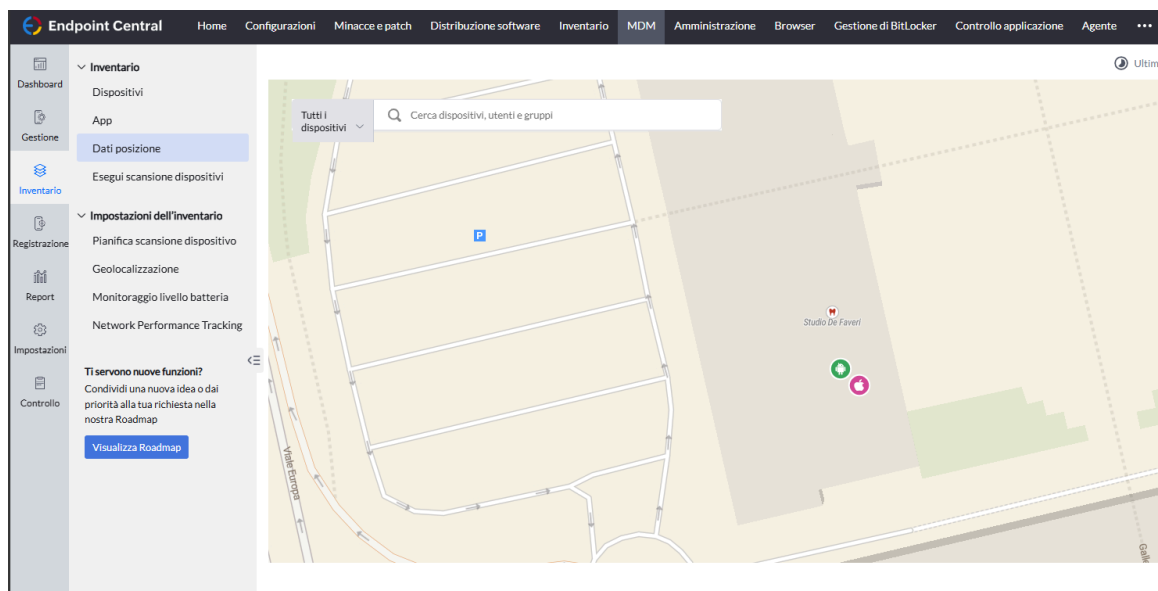 Endpoint Central
Home
Configurazioni
Minacce e patch
Distribuzione software
Inventario
MDM
Amministrazione
Browser
Gestione di BitLocker
Controllo applicazione
Agente
Dashboard
Gestione
Inventario
Registrazione
Report
Impostazioni
Controllo
Inventario
Dispositivi
App
Dati posizione
Esegui scansione dispositivi
Impostazioni dell'inventario
Pianifica scansione dispositivo
Geolocalizzazione
Monitoraggio livello batteria
Network Performance Tracking
Ti servono nuove funzioni?
Condividi una nuova idea o dai
priorità alla tua richiesta nella
nostra Roadmap
Visualizza Roadmap
Ultim
Tutti i
dispositivi
Cerca dispositivi, utenti e gruppi
P
Studio De Faveri
Viale Europa
Galle